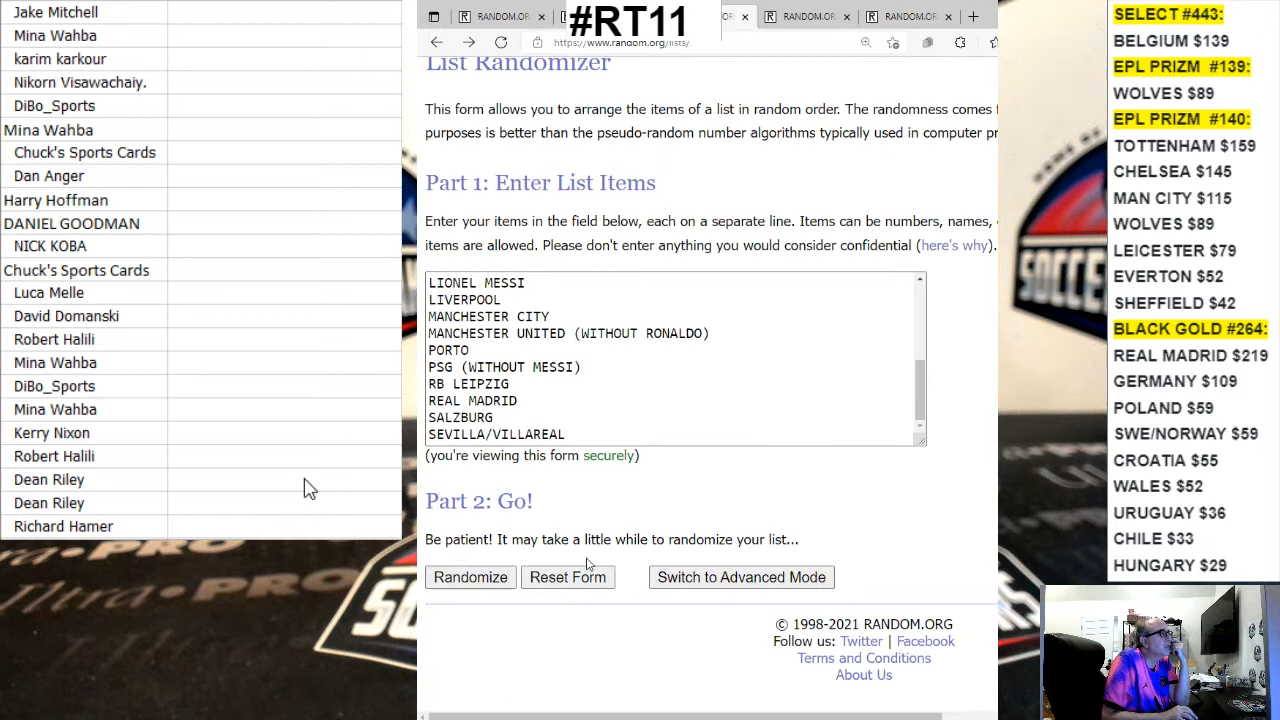 Jake Mitchell
Mina Wahba
karim karkour
Nikorn Visawachaiy.
DiBo_Sports
Mina Wahba
Chuck's Sports Cards
Dan Anger
Harry Hoffman
DANIEL GOODMAN
NICK KOBA
Chuck's Sports Cards
Luca Melle
David Domanski
Robert Halili
Mina Wahba
DiBo_Sports
Mina Wahba
Kerry Nixon
Robert Halili
Dean Riley
Dean Riley
Richard Hamer
#RT11
RANDOM.OR
RANDOM.OR
RANDOM.OR
https://www.random.org/lists/
List Randomizer
This form allows you to arrange the items of a list in random order. The randomness comes
purposes is better than the pseudo-random number algorithms typically used in computer pr
Part 1: Enter List Items
Enter your items in the field below, each on a separate line. Items can be numbers, names,
items are allowed. Please don't enter anything you would consider confidential (here's why).
LIONEL MESSI
LIVERPOOL
MANCHESTER CITY
MANCHESTER UNITED (WITHOUT RONALDO)
PORTO
PSG (WITHOUT MESSI)
RB LEIPZIG
REAL MADRID
SALZBURG
SEVILLA/VILLAREAL
(you're viewing this form securely)
Part 2: Go!
Be patient! It may take a little while to randomize your list...
Randomize Reset Form Switch to Advanced Mode
© 1998-2021 RANDOM.ORG
Follow us: Twitter | Facebook
Terms and Conditions
About Us
SELECT #443:
BELGIUM $139
EPL PRIZM #139:
WOLVES $89
EPL PRIZM #140:
TOTTENHAM $159
CHELSEA $145
MAN CITY $115
WOLVES $89
LEICESTER $79
EVERTON $52
SHEFFIELD $42
BLACK GOLD #264:
REAL MADRID $219
GERMANY $109
POLAND $59
SWE/NORWAY $59
CROATIA $55
WALES $52
URUGUAY $36
CHILE $33
HUNGARY $29